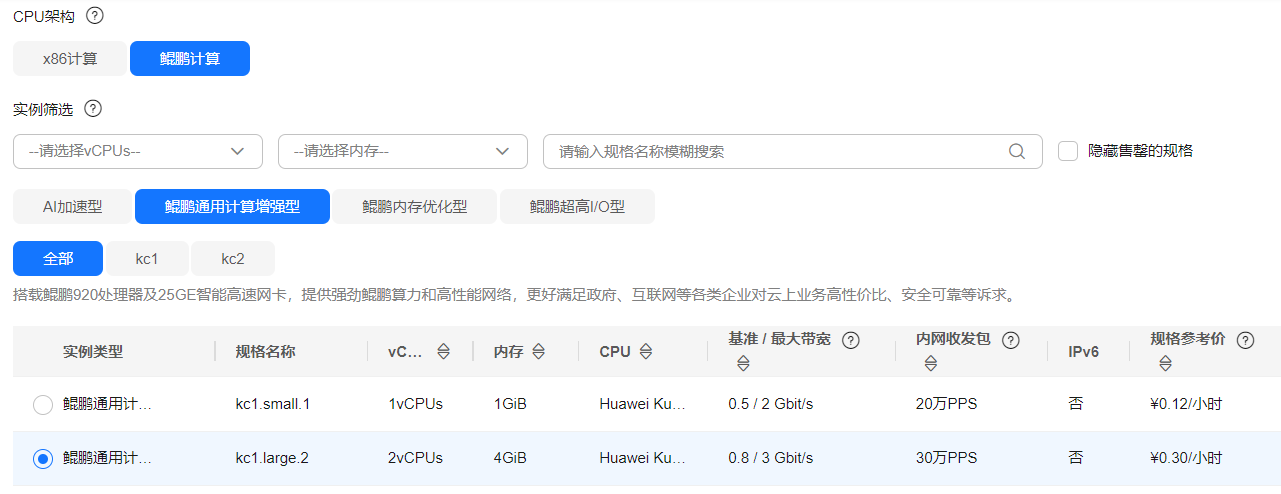 CPU架构 ?
x86计算 鲲鹏计算
实例筛选 ?
--请选择vCPUs-- --请选择内存-- 请输入规格名称模糊搜索 隐藏售罄的规格
AI加速型 鲲鹏通用计算增强型 鲲鹏内存优化型 鲲鹏超高I/O型
全部 kc1 kc2
搭载鲲鹏920处理器及25GE智能高速网卡，提供强劲鲲鹏算力和高性能网络，更好满足政府、互联网等各类企业对云上业务高性价比、安全可靠等诉求。
实例类型 规格名称 vC... 内存 CPU 基准 / 最大带宽 ? 内网收发包 ? IPv6 规格参考价 ?
鲲鹏通用计... kc1.small.1 1vCPUs 1GiB Huawei Ku... 0.5 / 2 Gbit/s 20万PPS 否 ¥0.12/小时
鲲鹏通用计... kc1.large.2 2vCPUs 4GiB Huawei Ku... 0.8 / 3 Gbit/s 30万PPS 否 ¥0.30/小时